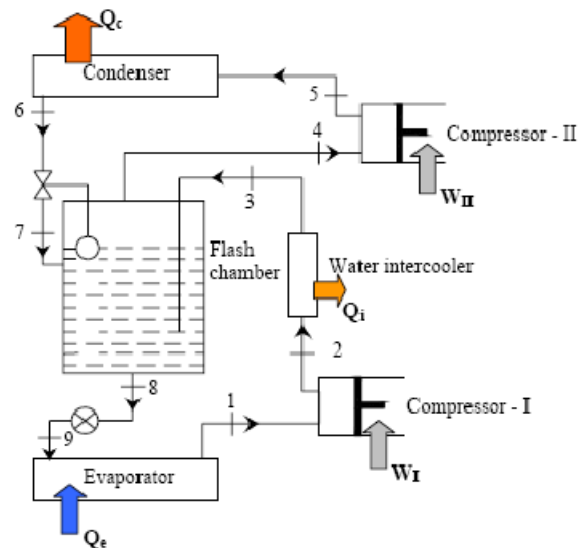 Qc
Condenser
6
5
4
Compressor - II
WII
3
7
Flash
chamber
Water intercooler
Qi
2
8
1
Compressor - I
9
Evaporator
WI
Qe